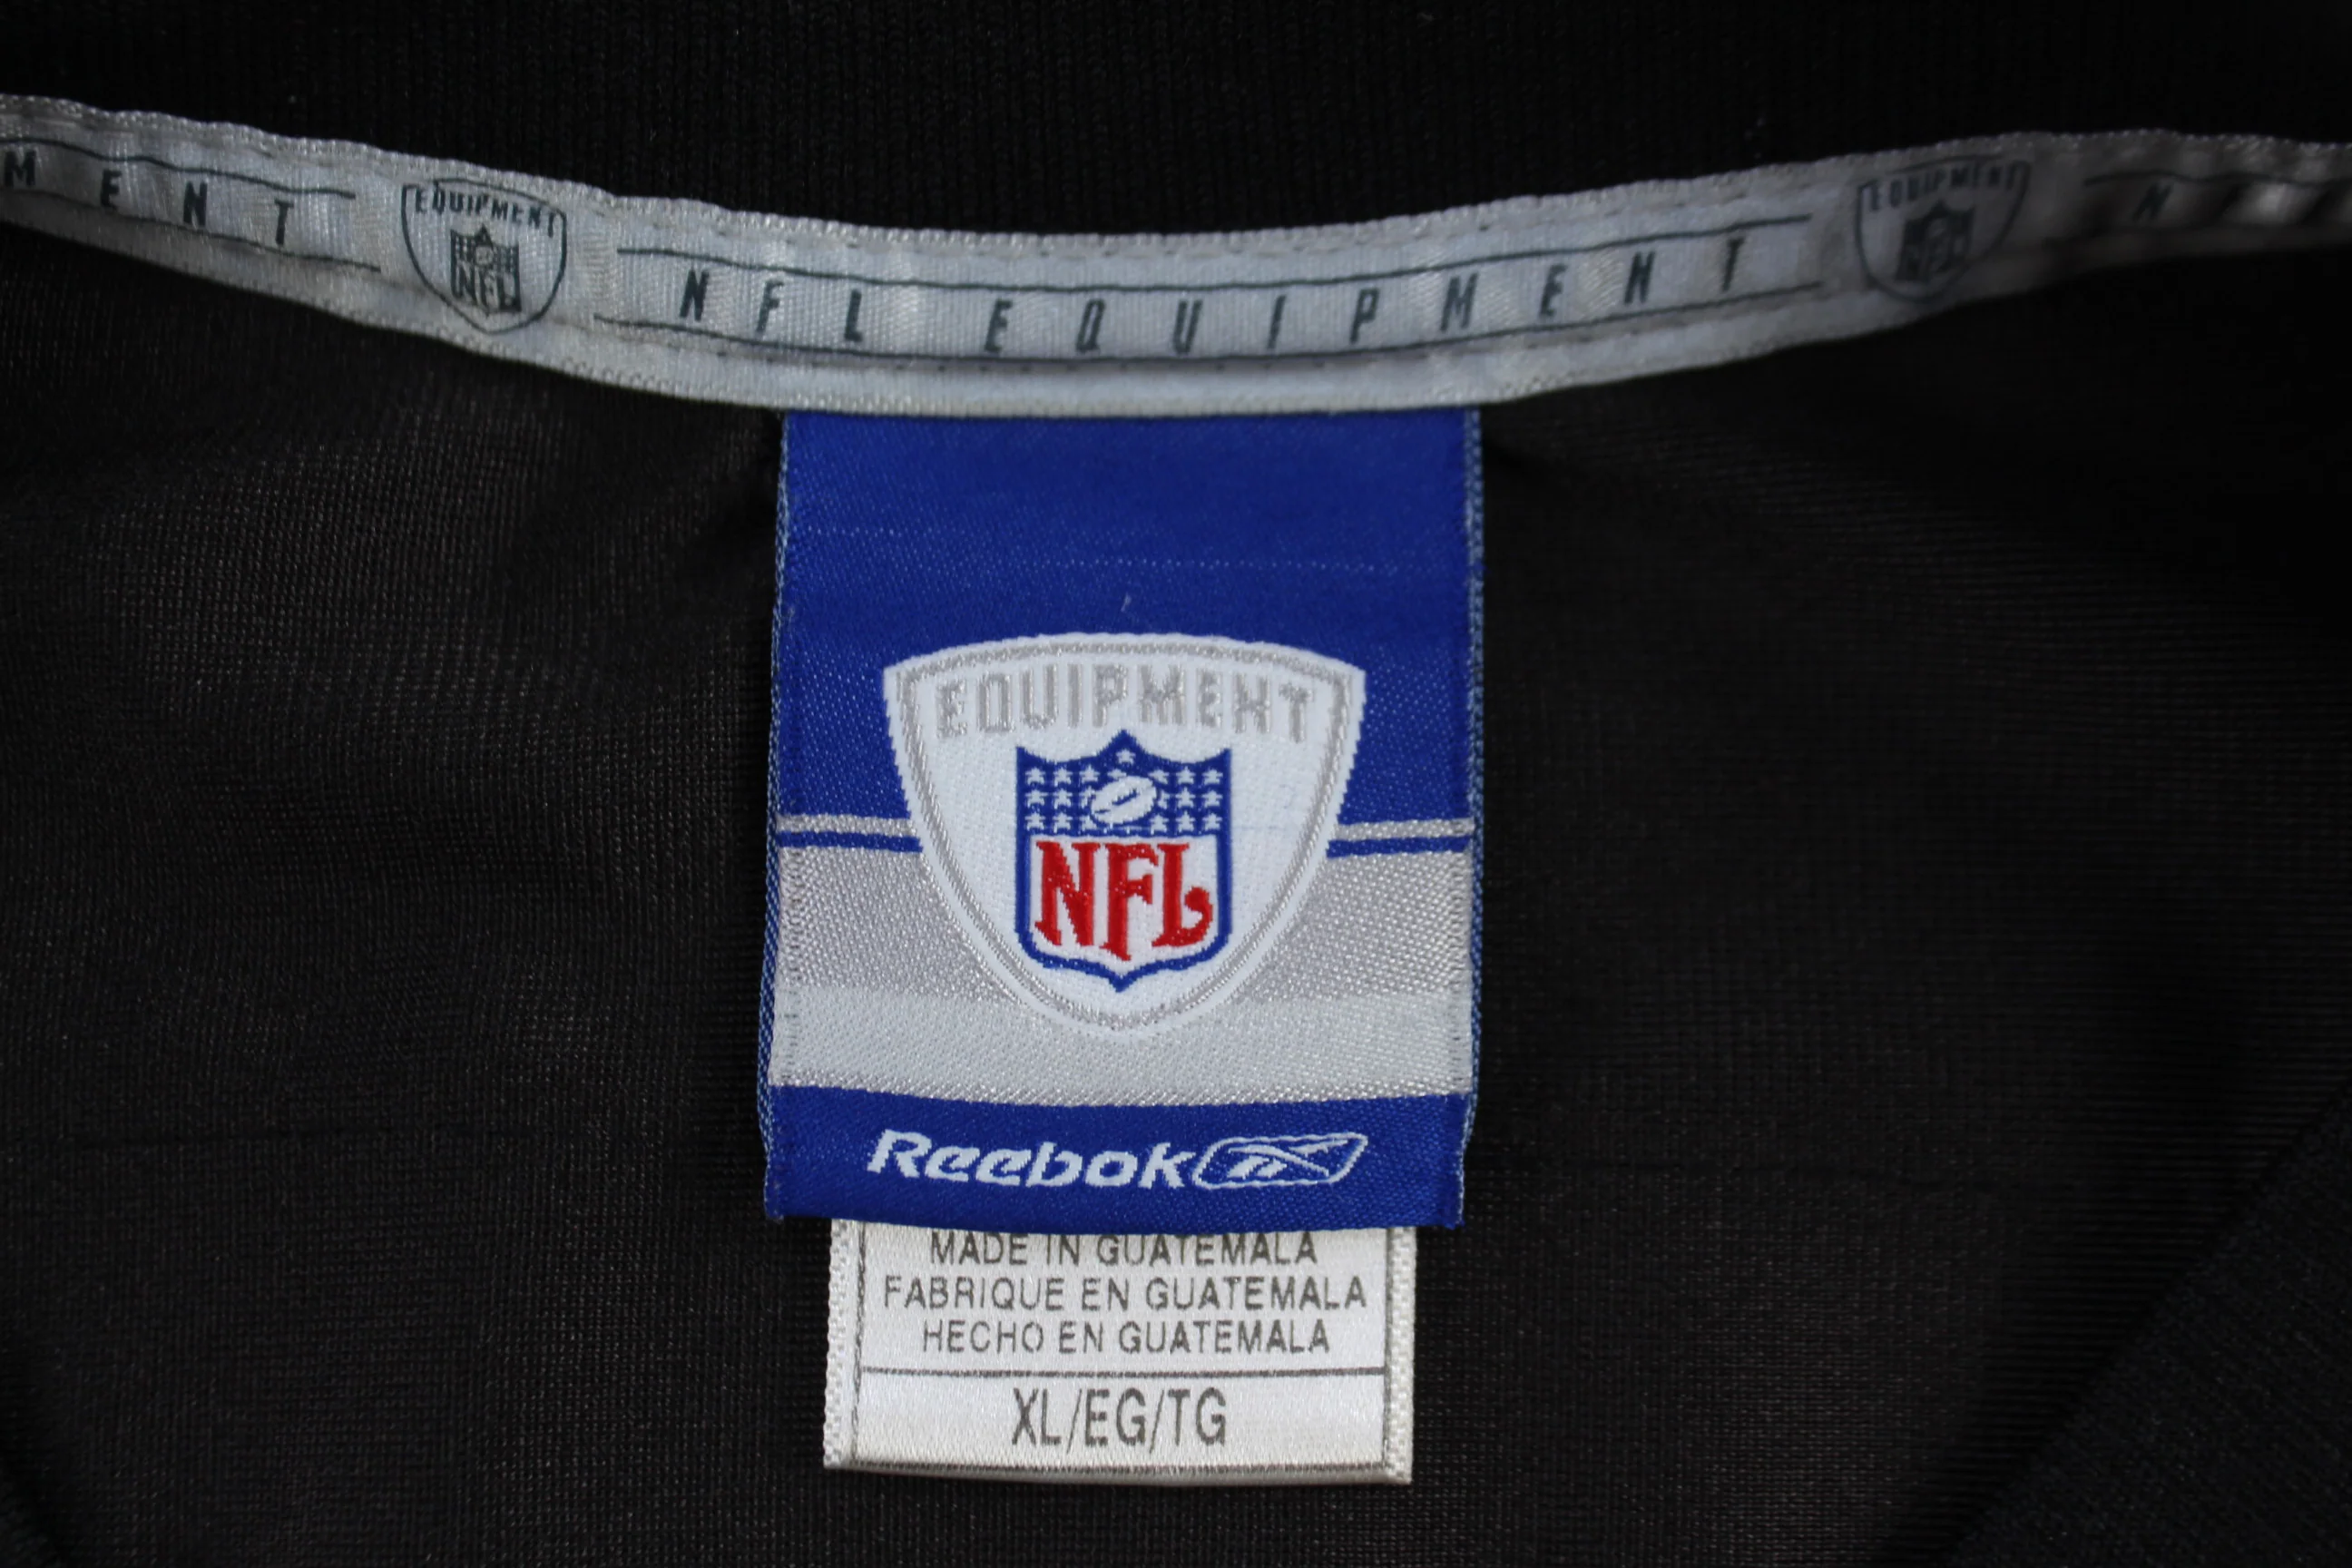 MENT EQUIPMENT NFL NFL EQUIPMENT EQUIPMENT NFL N
EQUIPMENT
NFL
Reebok
MADE IN GUATEMALA
FABRIQUE EN GUATEMALA
HECHO EN GUATEMALA
XL/EG/TG